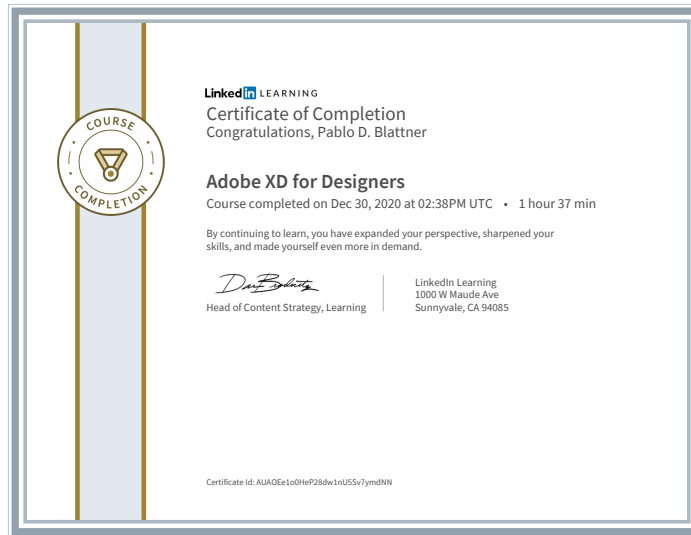 LinkedIn LEARNING
Certificate of Completion
Congratulations, Pablo D. Blattner
COURSE
COMPLETION
Adobe XD for Designers
Course completed on Dec 30, 2020 at 02:38PM UTC • 1 hour 37 min
By continuing to learn, you have expanded your perspective, sharpened your
skills, and made yourself even more in demand.
Head of Content Strategy, Learning
LinkedIn Learning
1000 W Maude Ave
Sunnyvale, CA 94085
Certificate Id: AUAOEe1o0HeP28dw1nU5Sv7ymdNN